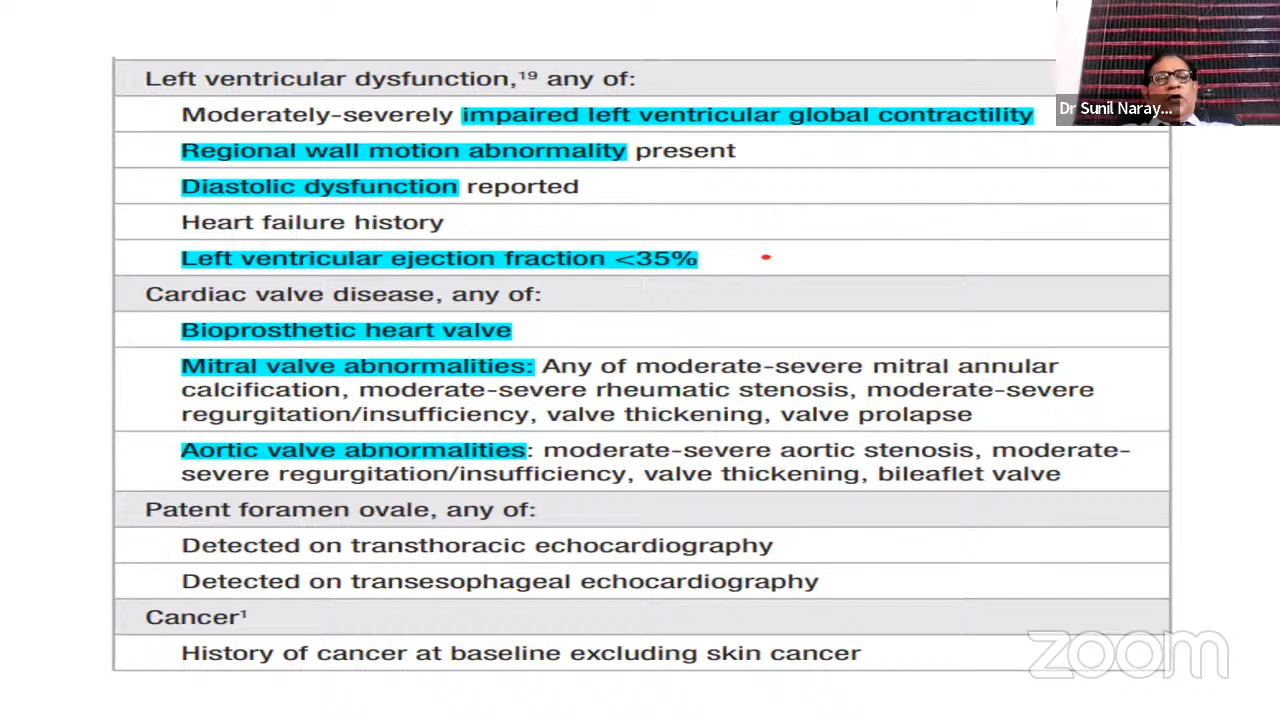 Left ventricular dysfunction,¹⁹ any of:
Moderately-severely impaired left ventricular global contractility
Regional wall motion abnormality present
Diastolic dysfunction reported
Heart failure history
Left ventricular ejection fraction <35%
Cardiac valve disease, any of:
Bioprosthetic heart valve
Mitral valve abnormalities: Any of moderate-severe mitral annular
calcification, moderate-severe rheumatic stenosis, moderate-severe
regurgitation/insufficiency, valve thickening, valve prolapse
Aortic valve abnormalities: moderate-severe aortic stenosis, moderate-
severe regurgitation/insufficiency, valve thickening, bileaflet valve
Patent foramen ovale, any of:
Detected on transthoracic echocardiography
Detected on transesophageal echocardiography
Cancer¹
History of cancer at baseline excluding skin cancer
Dr Sunil Naray...
zoom